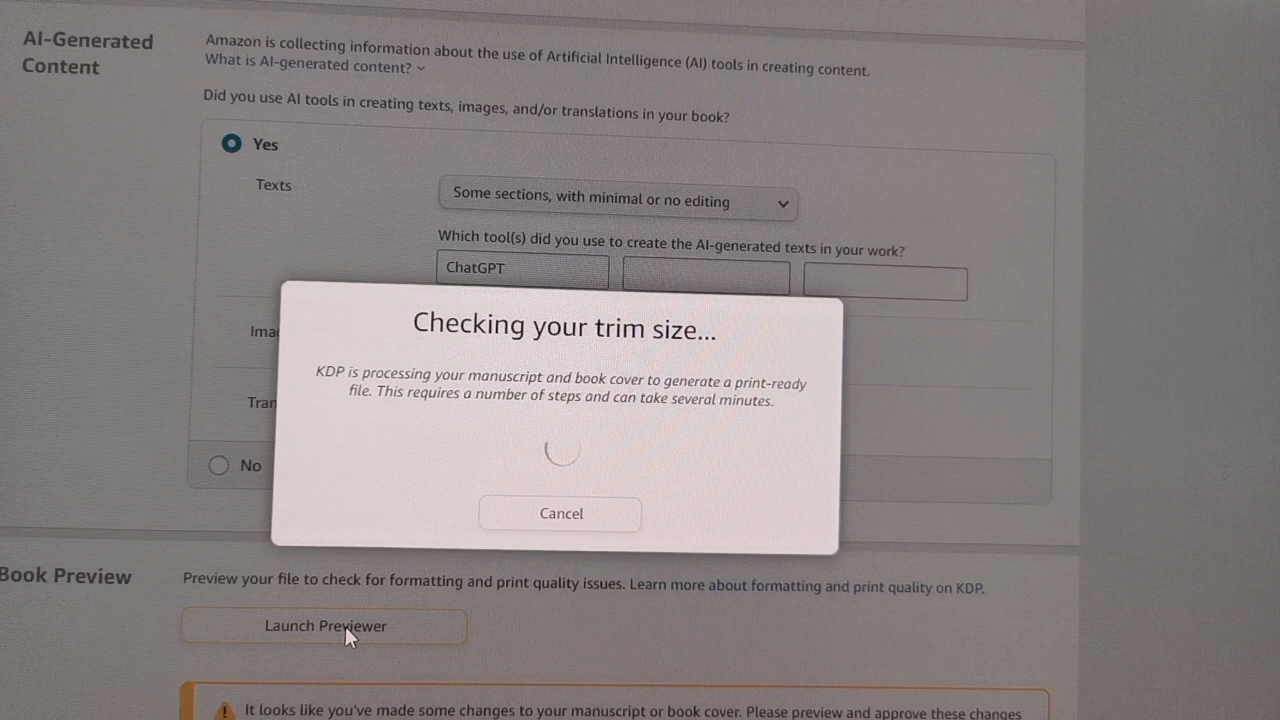 AI-Generated
Content
Amazon is collecting information about the use of Artificial Intelligence (AI) tools in creating content.
What is AI-generated content?
Did you use AI tools in creating texts, images, and/or translations in your book?
Yes
Texts
Some sections, with minimal or no editing
Which tool(s) did you use to create the AI-generated texts in your work?
ChatGPT
Checking your trim size...
KDP is processing your manuscript and book cover to generate a print-ready
file. This requires a number of steps and can take several minutes.
Cancel
No
Book Preview
Preview your file to check for formatting and print quality issues. Learn more about formatting and print quality on KDP.
Launch Previewer
It looks like you've made some changes to your manuscript or book cover. Please preview and approve these changes